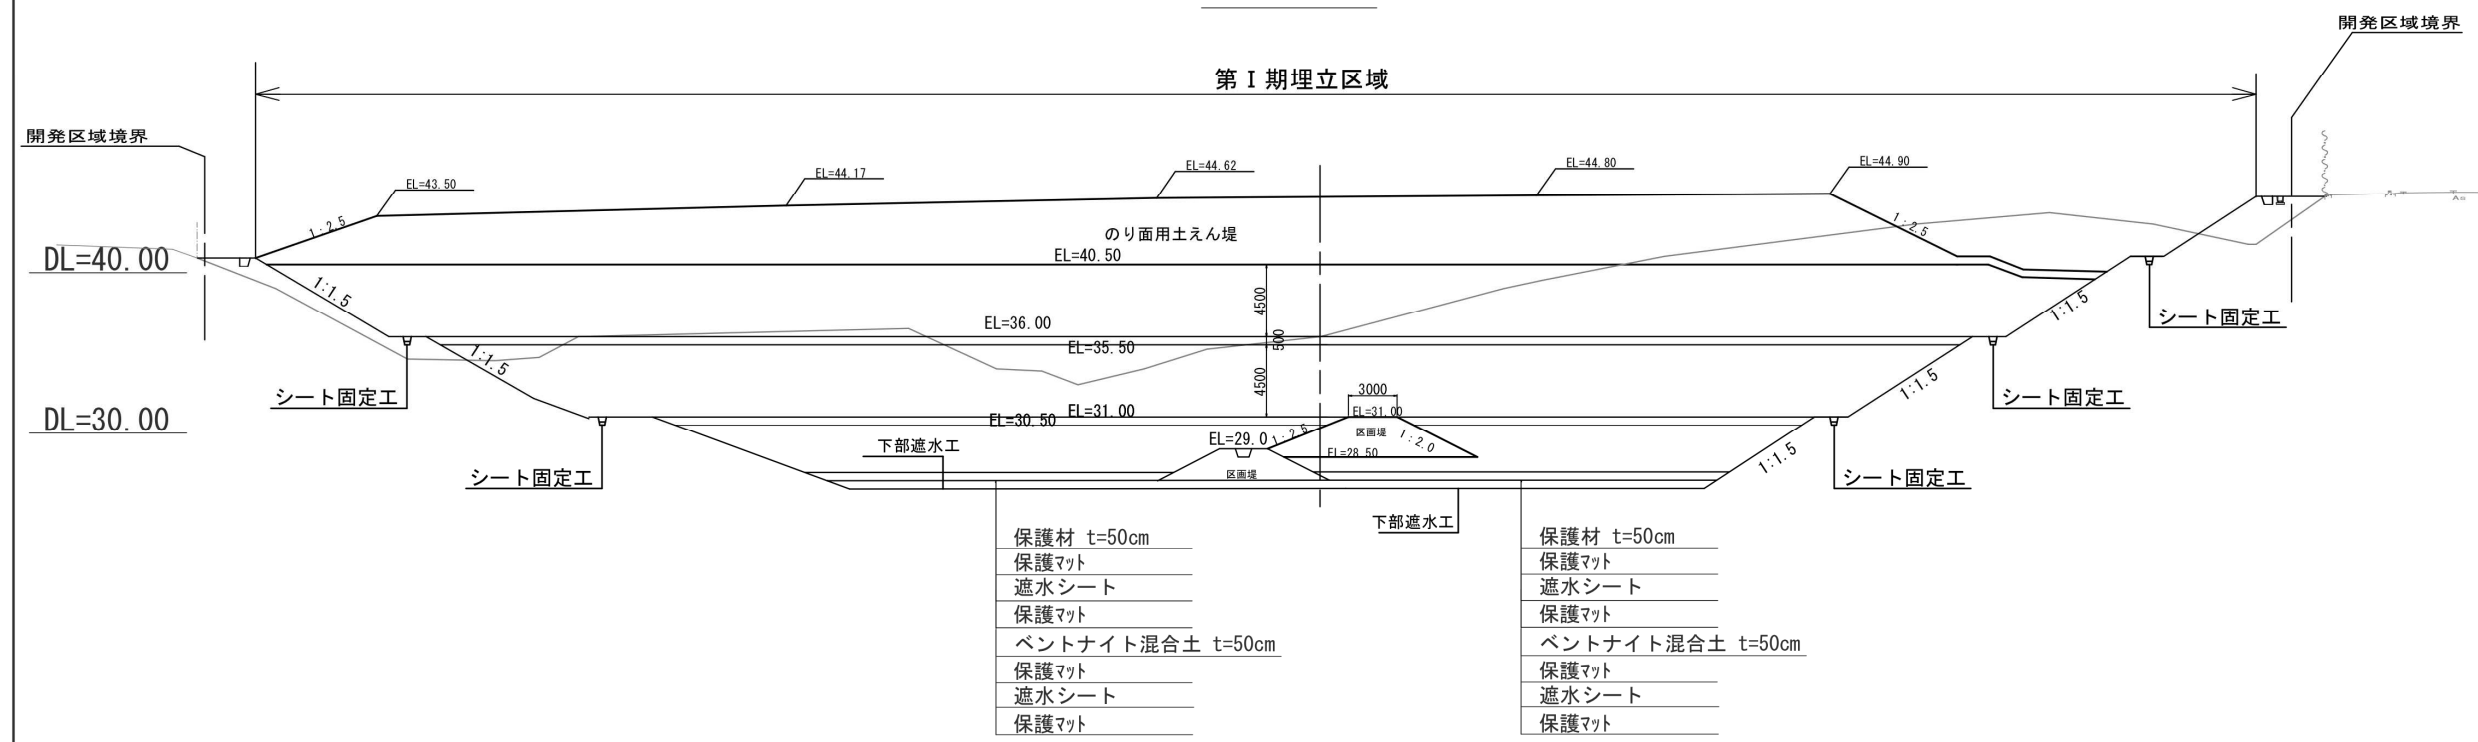 開発区域境界
第Ⅰ期埋立区域
開発区域境界
EL=43.50
EL=44.17
EL=44.62
EL=44.80
EL=44.90
1:2.5
1:2.5
のり面用土えん堤
DL=40.00
EL=40.50
1:1.5
4500
1:1.5
シート固定工
EL=36.00
500
EL=35.50
1:1.5
4500
3000
1:1.5
シート固定工
シート固定工
DL=30.00
EL=31.00
EL=31.00
EL=30.50
区画堤
EL=29.0
1:2.5
1:2.0
下部遮水工
EL=28.50
1:1.5
シート固定工
区画堤
シート固定工
下部遮水工
保護材 t=50cm
保護ﾏｯﾄ
遮水シート
保護ﾏｯﾄ
ベントナイト混合土 t=50cm
保護ﾏｯﾄ
遮水シート
保護ﾏｯﾄ
保護材 t=50cm
保護ﾏｯﾄ
遮水シート
保護ﾏｯﾄ
ベントナイト混合土 t=50cm
保護ﾏｯﾄ
遮水シート
保護ﾏｯﾄ